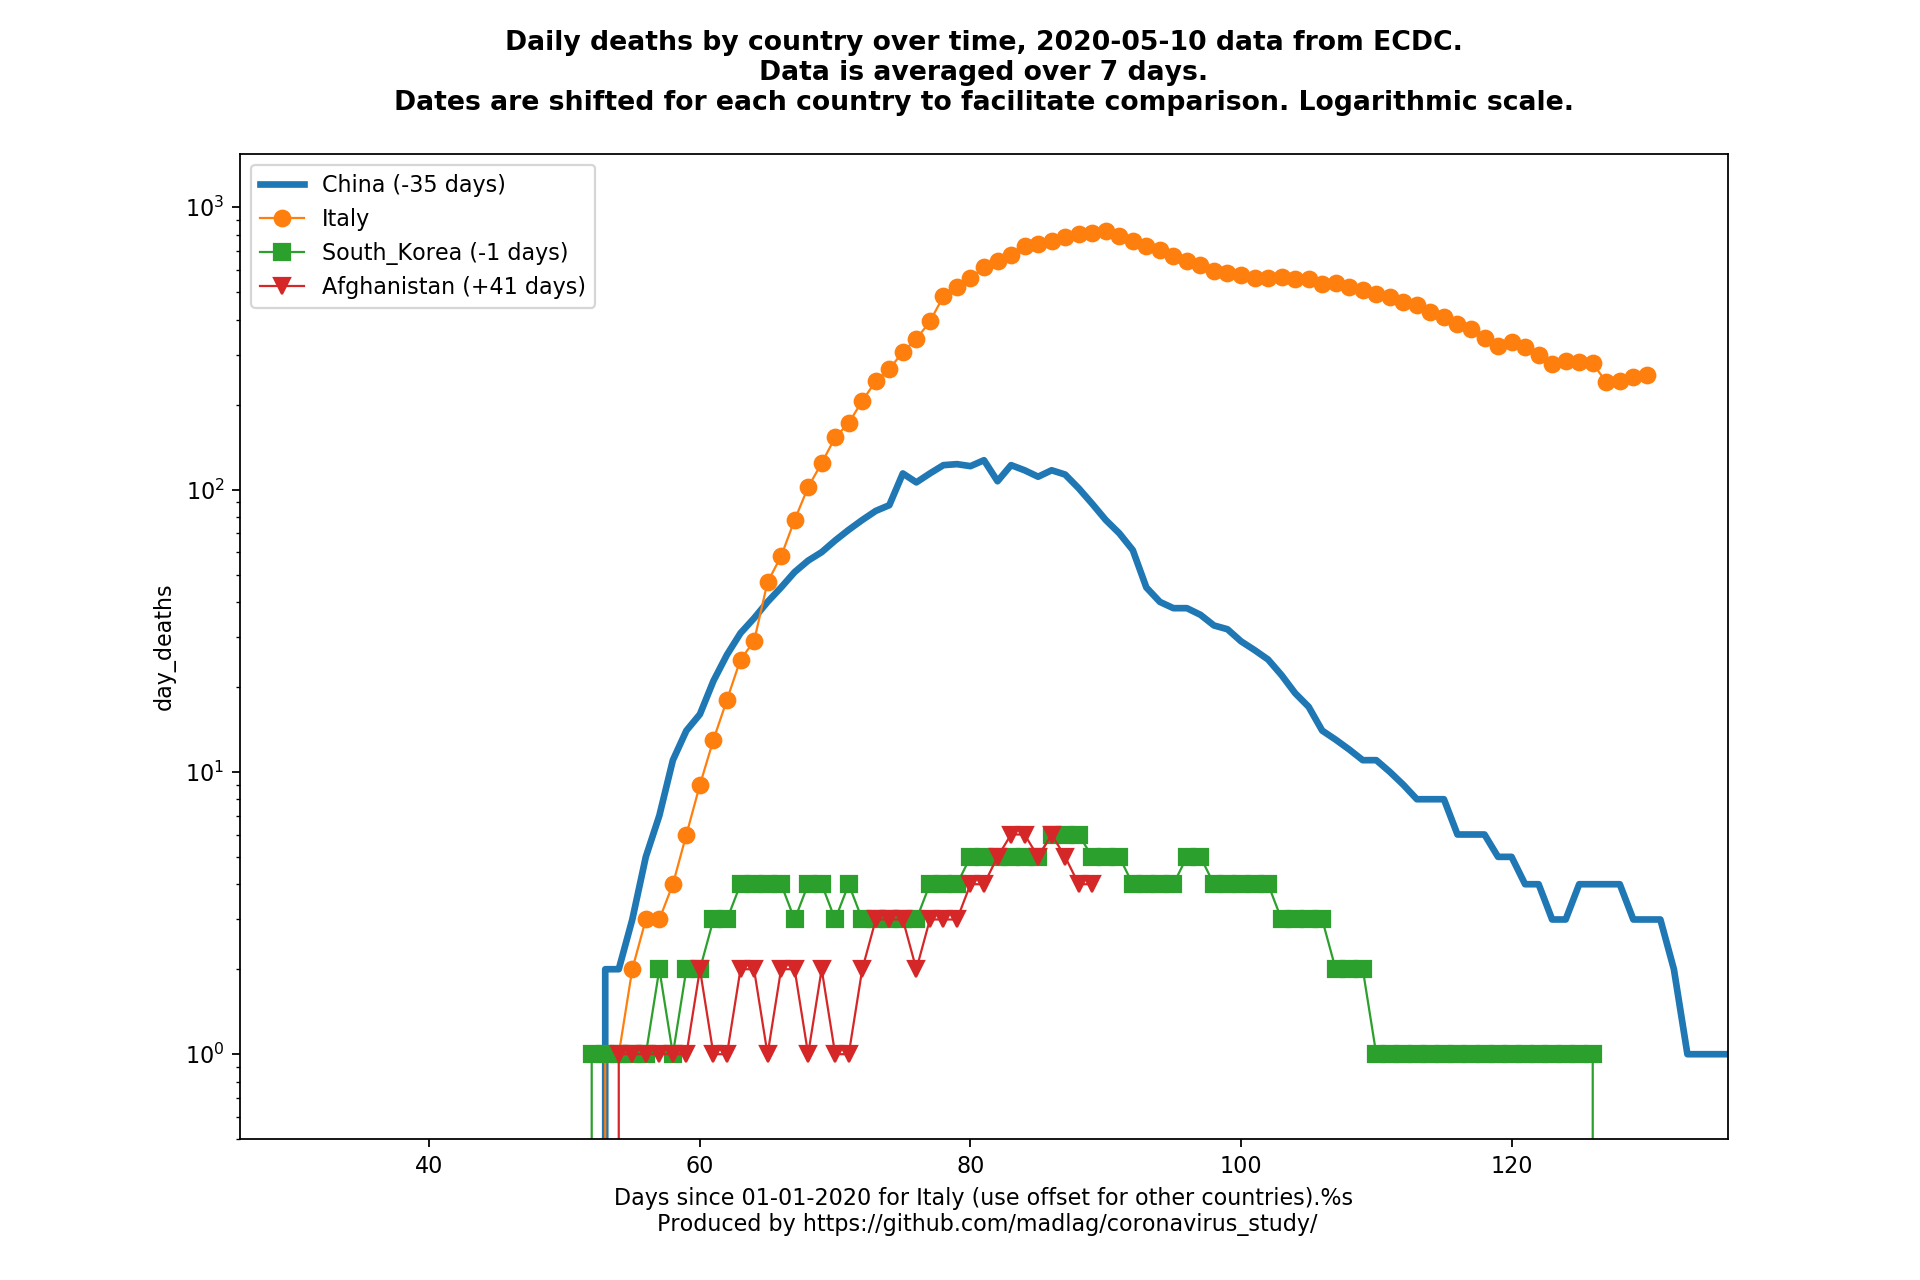 Daily deaths by country over time, 2020-05-10 data from ECDC.
Data is averaged over 7 days.
Dates are shifted for each country to facilitate comparison. Logarithmic scale.
China (-35 days)
Italy
South_Korea (-1 days)
Afghanistan (+41 days)
10³
10²
10¹
10⁰
day_deaths
40 60 80 100 120
Days since 01-01-2020 for Italy (use offset for other countries).%s
Produced by https://github.com/madlag/coronavirus_study/